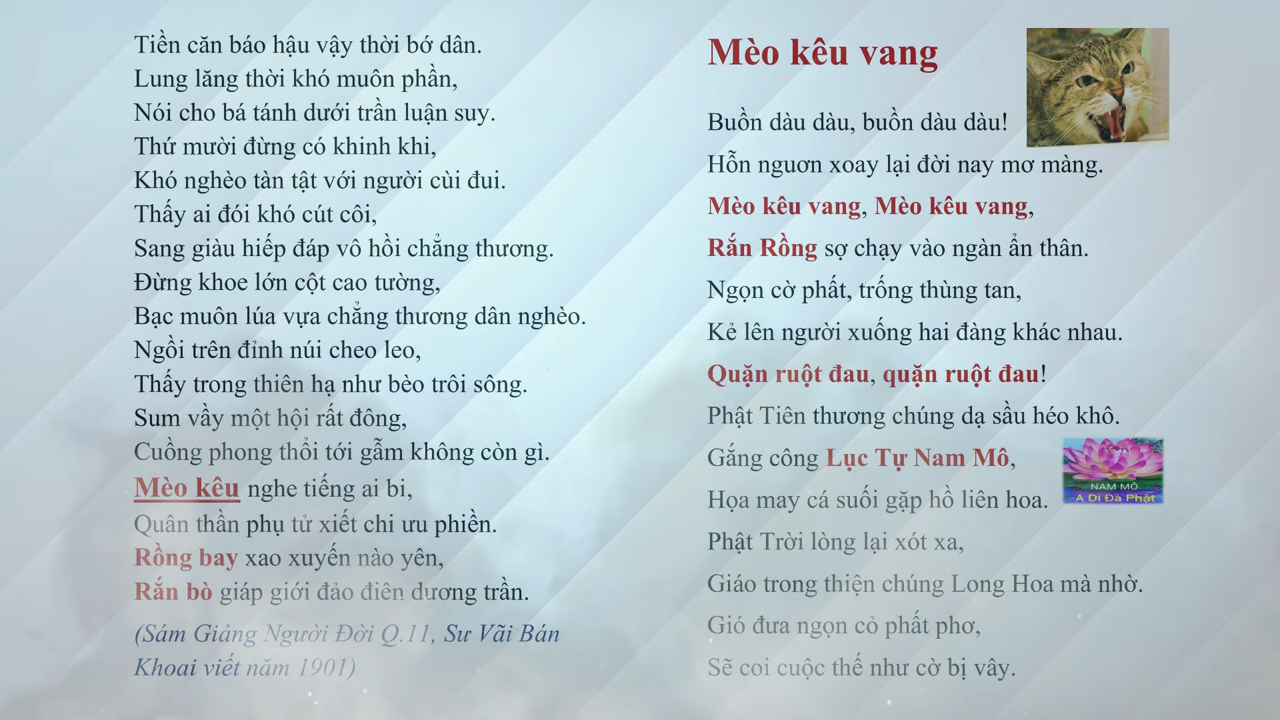 Tiền căn báo hậu vậy thời bớ dân.
Lung lăng thời khó muôn phần,
Nói cho bá tánh dưới trần luận suy.
Thứ mười đừng có khinh khi,
Khó nghèo tàn tật với người cùi đui.
Thấy ai đói khó cút côi,
Sang giàu hiếp đáp vô hồi chẳng thương.
Đừng khoe lớn cột cao tường,
Bạc muôn lúa vựa chẳng thương dân nghèo.
Ngồi trên đỉnh núi cheo leo,
Thấy trong thiên hạ như bèo trôi sông.
Sum vầy một hội rất đông,
Cuồng phong thổi tới gẫm không còn gì.
Mèo kêu nghe tiếng ai bi,
Quân thần phụ tử xiết chi ưu phiền.
Rồng bay xao xuyến nào yên,
Rắn bò giáp giới đảo điên dương trần.
(Sám Giảng Người Đời Q.11, Sư Vãi Bán
Khoai viết năm 1901)
Mèo kêu vang
Buồn dàu dàu, buồn dàu dàu!
Hỗn nguơn xoay lại đời nay mơ màng.
Mèo kêu vang, Mèo kêu vang,
Rắn Rồng sợ chạy vào ngàn ẩn thân.
Ngọn cờ phất, trống thùng tan,
Kẻ lên người xuống hai đàng khác nhau.
Quặn ruột đau, quặn ruột đau!
Phật Tiên thương chúng dạ sầu héo khô.
Gắng công Lục Tự Nam Mô,
Họa may cá suối gặp hồ liên hoa.
NAM MÔ
A Di Đà Phật
Phật Trời lòng lại xót xa,
Giáo trong thiện chúng Long Hoa mà nhờ.
Gió đưa ngọn cỏ phất phơ,
Sẽ coi cuộc thế như cờ bị vây.